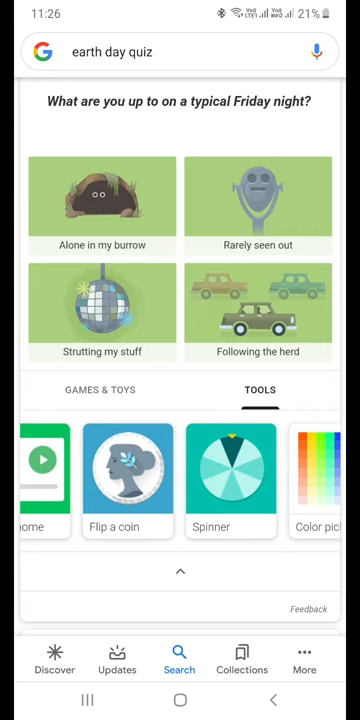 11:26
21%
earth day quiz
What are you up to on a typical Friday night?
Alone in my burrow
Rarely seen out
Strutting my stuff
Following the herd
GAMES & TOYS
TOOLS
ome
Flip a coin
Spinner
Color pic
Feedback
Discover
Updates
Search
Collections
More